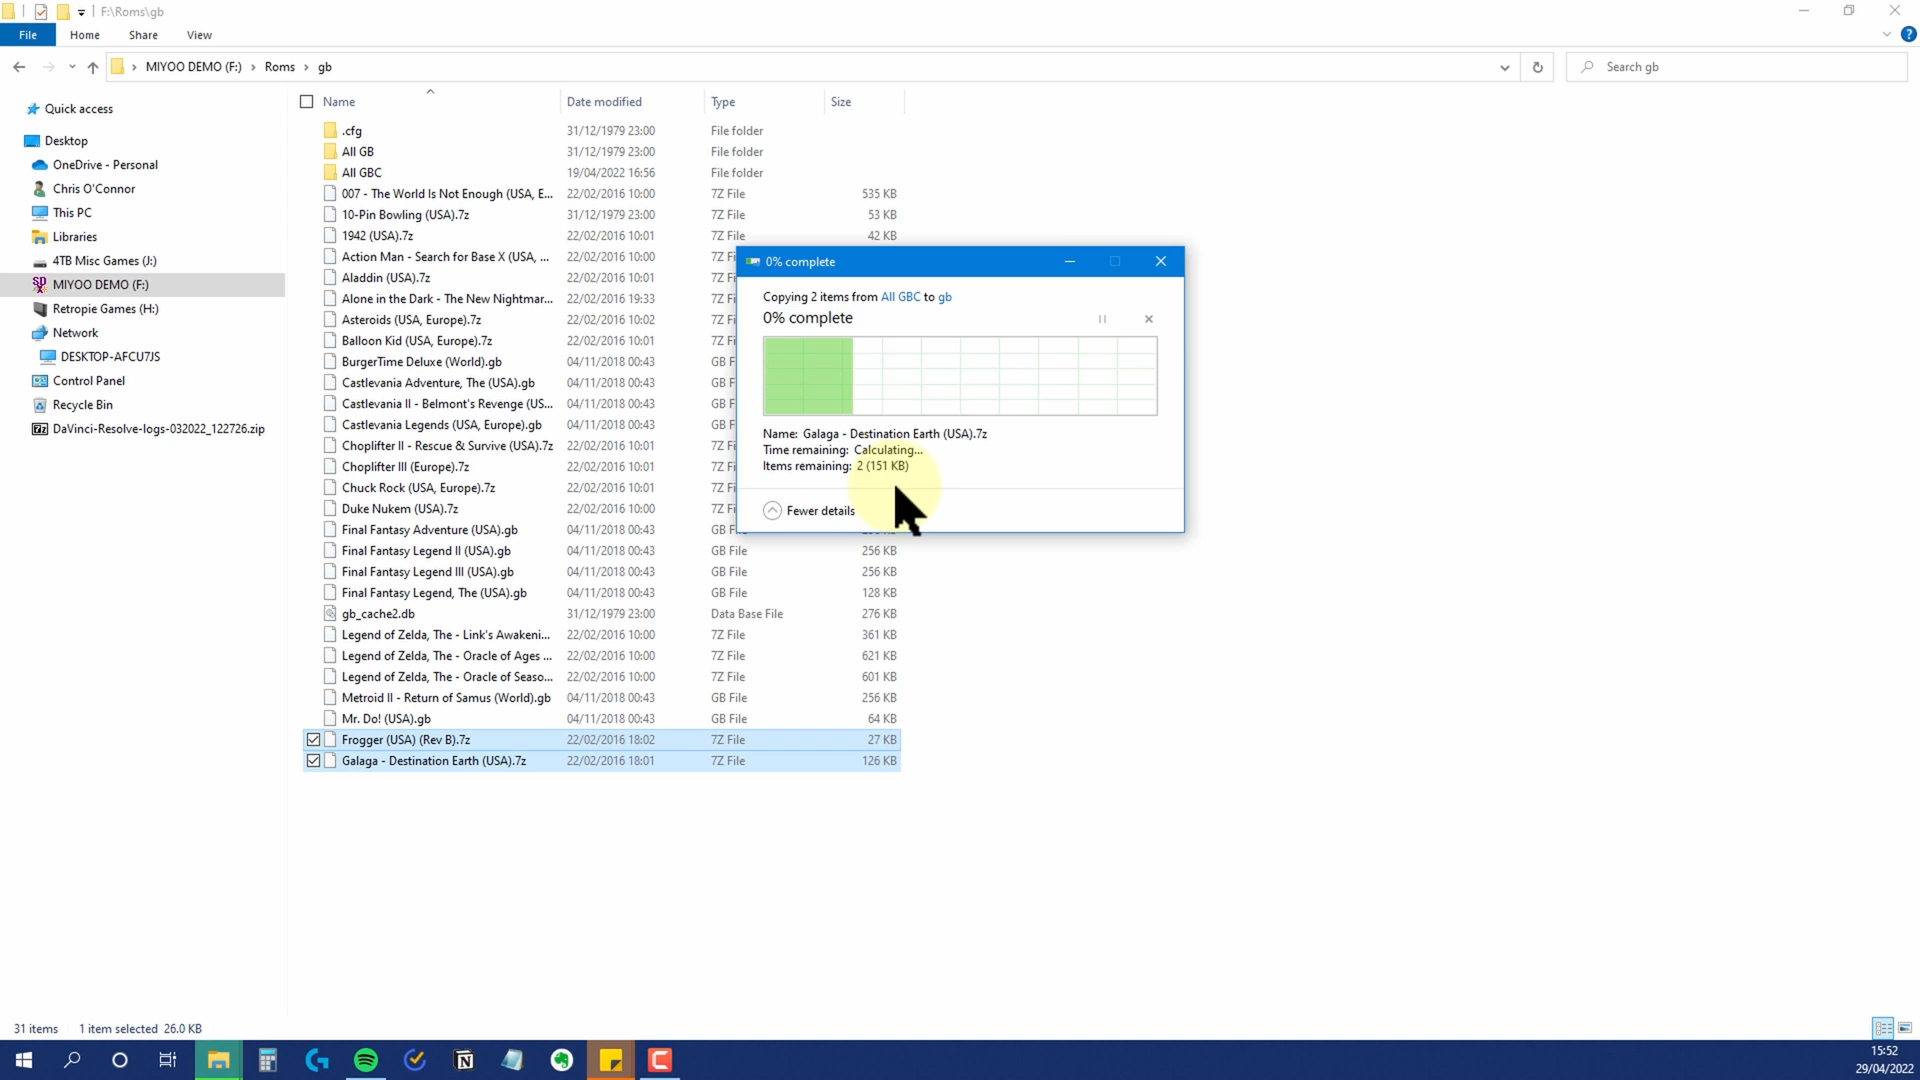 F:\Roms\gb
File Home Share View
MIYOO DEMO (F:) Roms gb
Search gb
Quick access
Desktop
OneDrive - Personal
Chris O'Connor
This PC
Libraries
4TB Misc Games (J:)
MIYOO DEMO (F:)
Retropie Games (H:)
Network
DESKTOP-AFCU7JS
Control Panel
Recycle Bin
DaVinci-Resolve-logs-032022_122726.zip
Name Date modified Type Size
.cfg 31/12/1979 23:00 File folder
All GB 31/12/1979 23:00 File folder
All GBC 19/04/2022 16:56 File folder
007 - The World Is Not Enough (USA, E... 22/02/2016 10:00 7Z File 535 KB
10-Pin Bowling (USA).7z 31/12/1979 23:00 7Z File 53 KB
1942 (USA).7z 22/02/2016 10:01 7Z File 42 KB
Action Man - Search for Base X (USA, ... 22/02/2016 10:00
Aladdin (USA).7z 22/02/2016 10:01
Alone in the Dark - The New Nightmar... 22/02/2016 19:33
Asteroids (USA, Europe).7z 22/02/2016 10:02
Balloon Kid (USA, Europe).7z 22/02/2016 10:01
BurgerTime Deluxe (World).gb 04/11/2018 00:43
Castlevania Adventure, The (USA).gb 04/11/2018 00:43
Castlevania II - Belmont's Revenge (US... 04/11/2018 00:43
Castlevania Legends (USA, Europe).gb 04/11/2018 00:43
Choplifter II - Rescue & Survive (USA).7z 22/02/2016 10:01
Choplifter III (Europe).7z 22/02/2016 10:01
Chuck Rock (USA, Europe).7z 22/02/2016 10:01
Duke Nukem (USA).7z 22/02/2016 10:00
Final Fantasy Adventure (USA).gb 04/11/2018 00:43
Final Fantasy Legend II (USA).gb 04/11/2018 00:43 GB File 256 KB
Final Fantasy Legend III (USA).gb 04/11/2018 00:43 GB File 256 KB
Final Fantasy Legend, The (USA).gb 04/11/2018 00:43 GB File 128 KB
gb_cache2.db 31/12/1979 23:00 Data Base File 276 KB
Legend of Zelda, The - Link's Awakeni... 22/02/2016 10:00 7Z File 361 KB
Legend of Zelda, The - Oracle of Ages ... 22/02/2016 10:00 7Z File 621 KB
Legend of Zelda, The - Oracle of Seaso... 22/02/2016 10:00 7Z File 601 KB
Metroid II - Return of Samus (World).gb 04/11/2018 00:43 GB File 256 KB
Mr. Do! (USA).gb 04/11/2018 00:43 GB File 64 KB
Frogger (USA) (Rev B).7z 22/02/2016 18:02 7Z File 27 KB
Galaga - Destination Earth (USA).7z 22/02/2016 18:01 7Z File 126 KB
0% complete
Copying 2 items from All GBC to gb
0% complete
Name: Galaga - Destination Earth (USA).7z
Time remaining: Calculating...
Items remaining: 2 (151 KB)
Fewer details
31 items 1 item selected 26.0 KB
15:52
29/04/2022